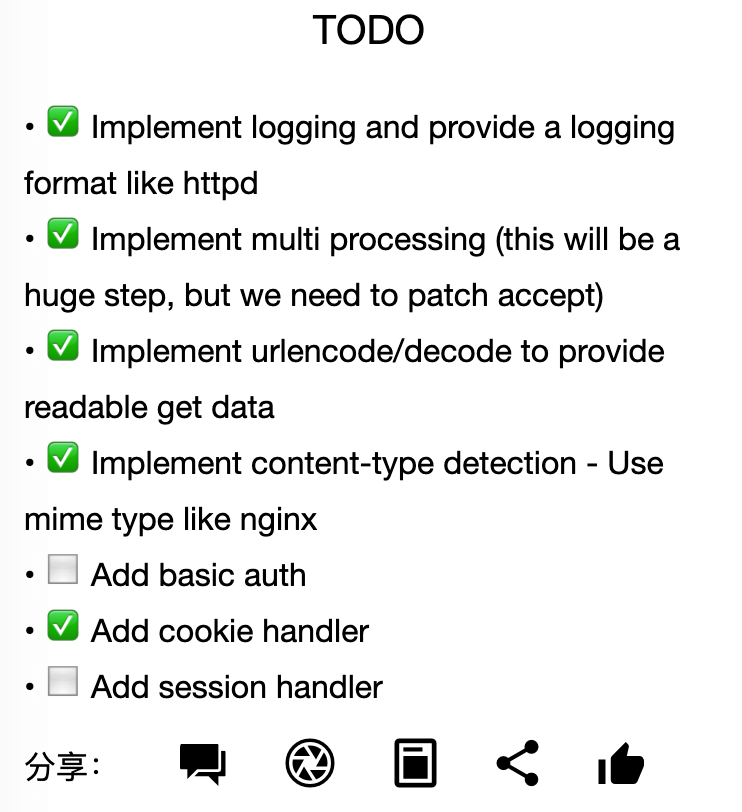 TODO
• ✅ Implement logging and provide a logging
format like httpd
• ✅ Implement multi processing (this will be a
huge step, but we need to patch accept)
• ✅ Implement urlencode/decode to provide
readable get data
• ✅ Implement content-type detection - Use
mime type like nginx
• ⬜ Add basic auth
• ✅ Add cookie handler
• ⬜ Add session handler
分享：